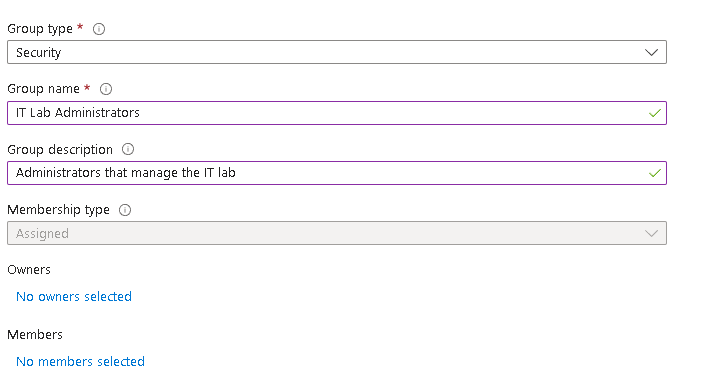 Group type *
Security
Group name *
IT Lab Administrators
Group description
Administrators that manage the IT lab
Membership type
Assigned
Owners
No owners selected
Members
No members selected